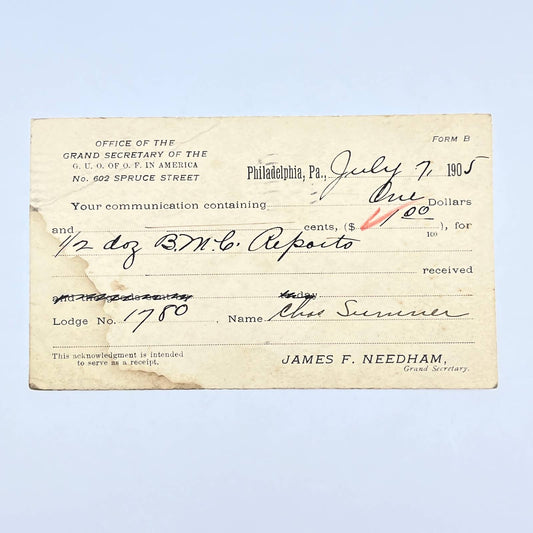 OFFICE OF THE
GRAND SECRETARY OF THE
G. U. O. OF O. F. IN AMERICA
No. 602 SPRUCE STREET
FORM B
Philadelphia, Pa., July 7, 1905
Your communication containing One Dollars
and cents, ($ 1 00/100 ), for
1/2 doz B.M.C. Reports
received
Lodge No. 1780, Name Chas Sumner
This acknowledgment is intended
to serve as a receipt.
JAMES F. NEEDHAM,
Grand Secretary.